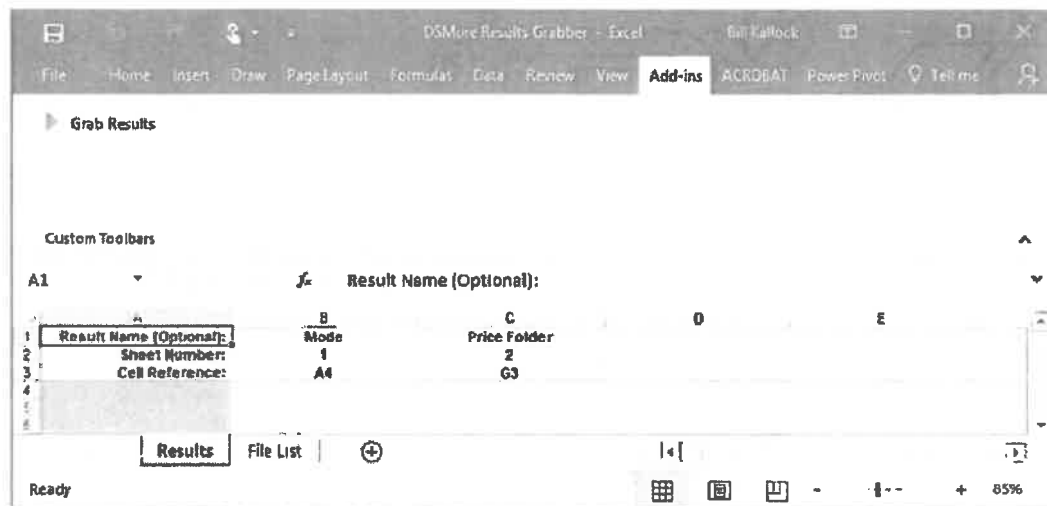 DSMore Results Grabber - Excel Bill Kallock
File Home Insert Draw Page Layout Formulas Data Review View Add-ins ACROBAT Power Pivot Tell me
Grab Results
Custom Toolbars
A1 fx Result Name (Optional):
A B C D E
1 Result Name (Optional): Mode Price Folder
2 Sheet Number: 1 2
3 Cell Reference: A4 G3
4
Results File List
Ready 85%